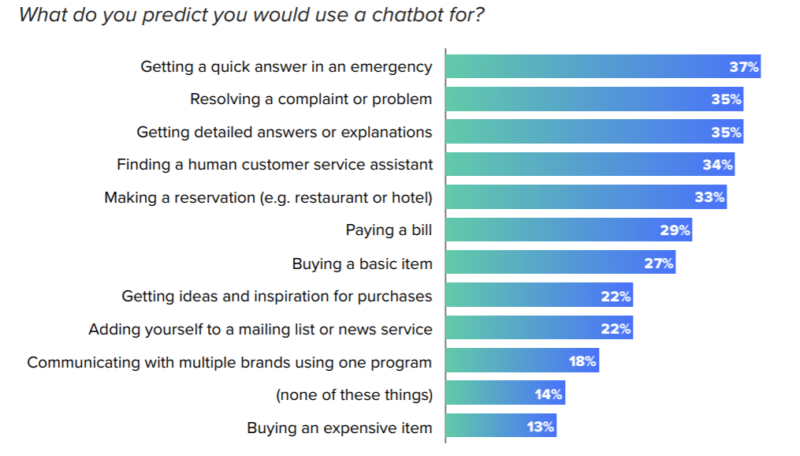 What do you predict you would use a chatbot for?
Getting a quick answer in an emergency 37%
Resolving a complaint or problem 35%
Getting detailed answers or explanations 35%
Finding a human customer service assistant 34%
Making a reservation (e.g. restaurant or hotel) 33%
Paying a bill 29%
Buying a basic item 27%
Getting ideas and inspiration for purchases 22%
Adding yourself to a mailing list or news service 22%
Communicating with multiple brands using one program 18%
(none of these things) 14%
Buying an expensive item 13%